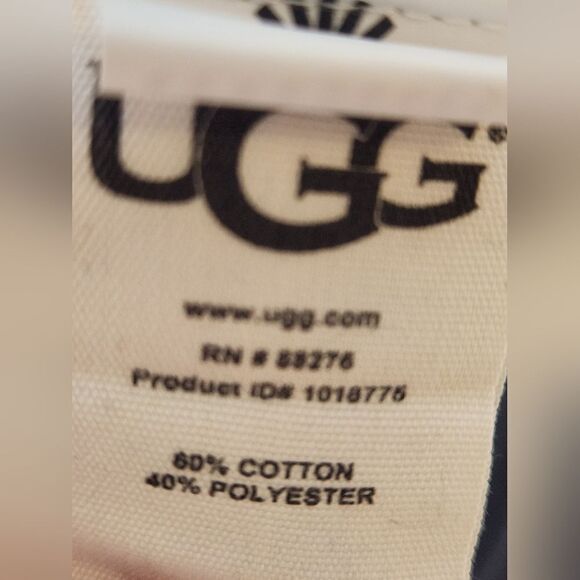 UGG®
www.ugg.com
RN # 88276
Product ID# 1018775
60% COTTON
40% POLYESTER